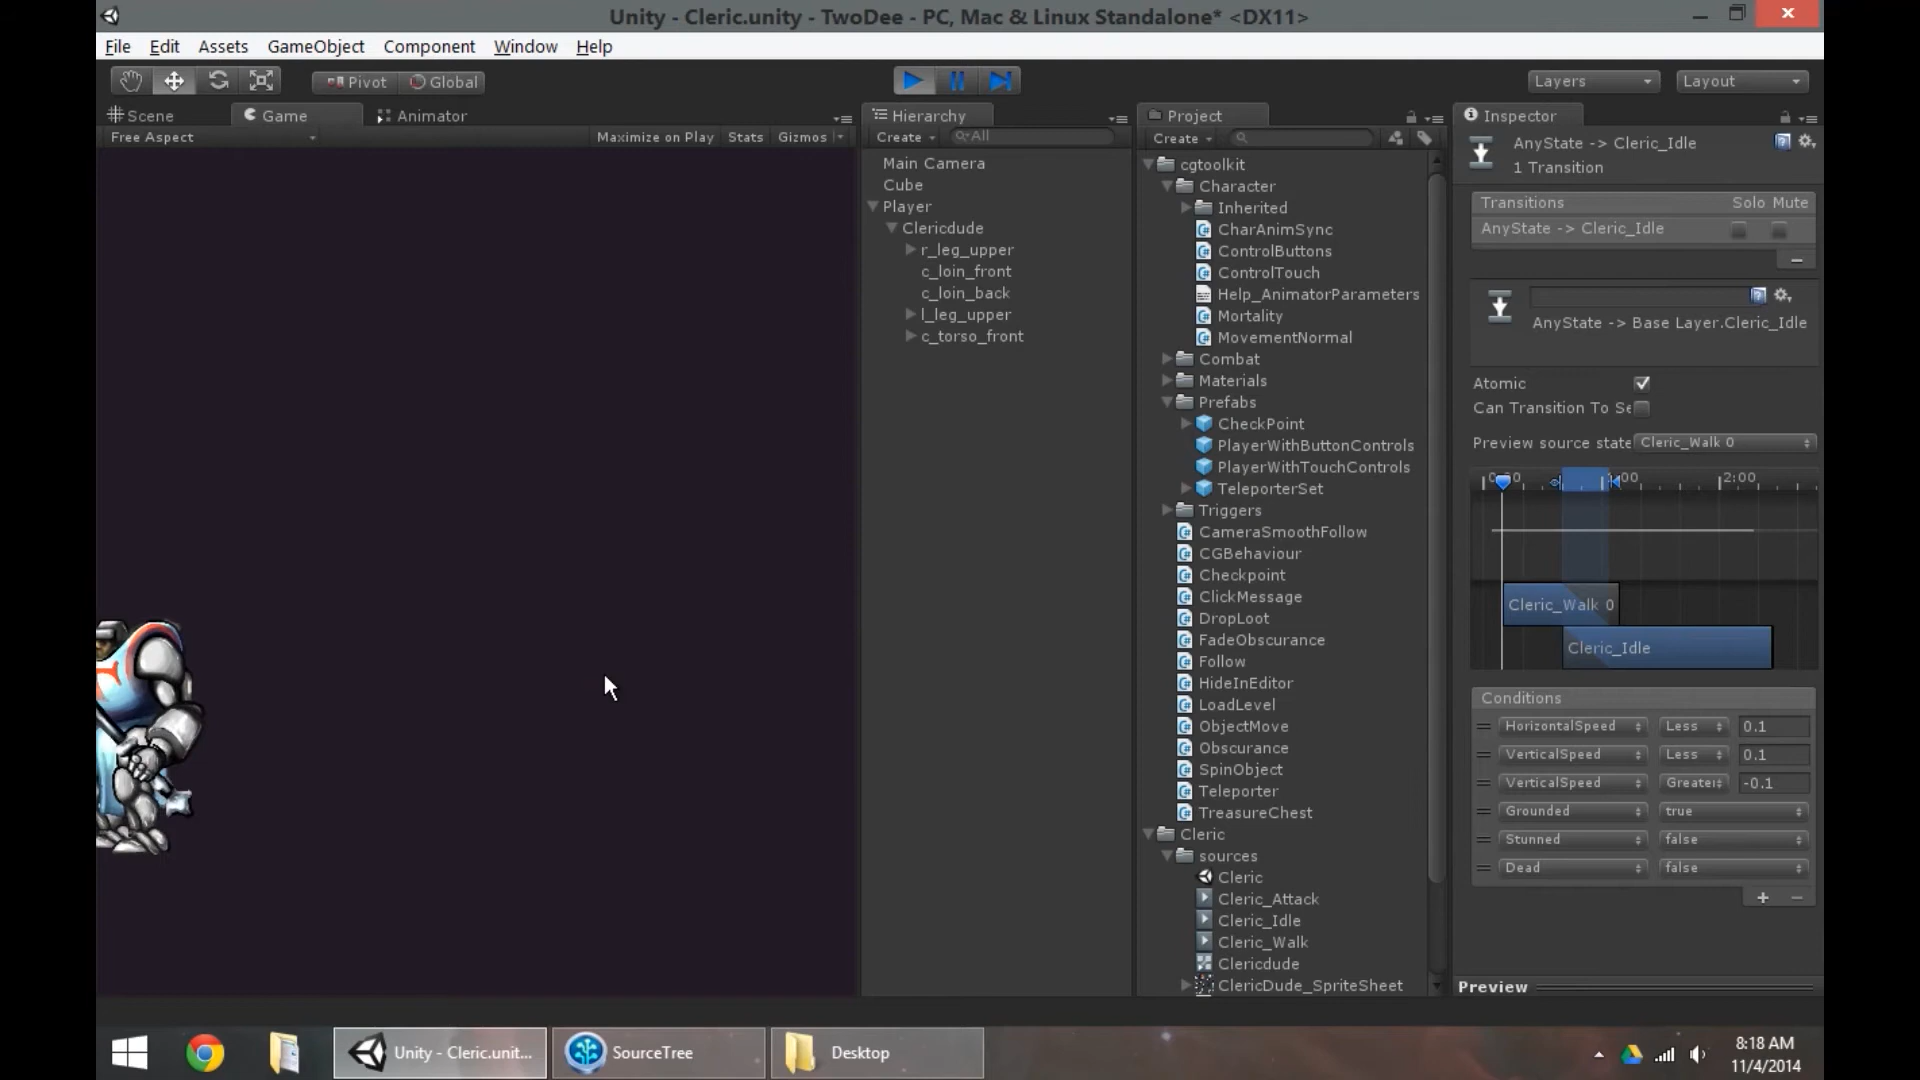 Unity - Cleric.unity - TwoDee - PC, Mac & Linux Standalone* <DX11>
File Edit Assets GameObject Component Window Help
Pivot Global
Layers
Layout
Scene
Game
Animator
Free Aspect
Maximize on Play Stats Gizmos
Hierarchy
Create
All
Main Camera
Cube
Player
Clericdude
r_leg_upper
c_loin_front
c_loin_back
l_leg_upper
c_torso_front
Project
Create
cgtoolkit
Character
Inherited
CharAnimSync
ControlButtons
ControlTouch
Help_AnimatorParameters
Mortality
MovementNormal
Combat
Materials
Prefabs
CheckPoint
PlayerWithButtonControls
PlayerWithTouchControls
TeleporterSet
Triggers
CameraSmoothFollow
CGBehaviour
Checkpoint
ClickMessage
DropLoot
FadeObscurance
Follow
HideInEditor
LoadLevel
ObjectMove
Obscurance
SpinObject
Teleporter
TreasureChest
Cleric
sources
Cleric
Cleric_Attack
Cleric_Idle
Cleric_Walk
Clericdude
ClericDude_SpriteSheet
Inspector
AnyState -> Cleric_Idle
1 Transition
Transitions Solo Mute
AnyState -> Cleric_Idle
AnyState -> Base Layer.Cleric_Idle
Atomic
Can Transition To Se
Preview source state Cleric_Walk 0
2:00
Cleric_Walk 0
Cleric_Idle
Conditions
HorizontalSpeed Less 0.1
VerticalSpeed Less 0.1
VerticalSpeed Greater -0.1
Grounded true
Stunned false
Dead false
Preview
Unity - Cleric.unit...
SourceTree
Desktop
8:18 AM
11/4/2014